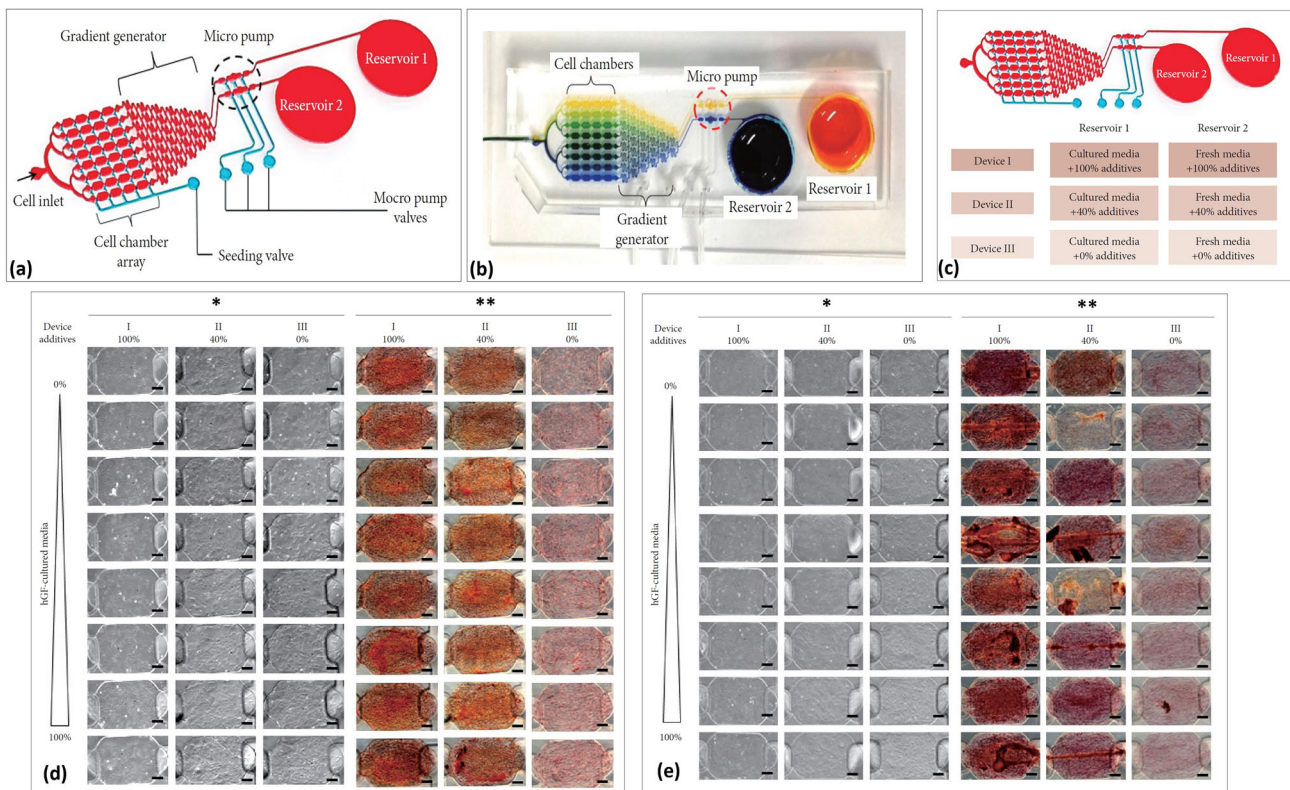 Gradient generator
Micro pump
Reservoir 1
Reservoir 2
Cell inlet
Cell chamber
array
Seeding valve
Mocro pump
valves
(a)
Cell chambers
Micro pump
Gradient
generator
Reservoir 2
Reservoir 1
(b)
Reservoir 1
Reservoir 2
Reservoir 1
Reservoir 2
Device I
Cultured media
+100% additives
Fresh media
+100% additives
Device II
Cultured media
+40% additives
Fresh media
+40% additives
Device III
Cultured media
+0% additives
Fresh media
+0% additives
(c)
*
**
Device
additives
I
100%
II
40%
III
0%
I
100%
II
40%
III
0%
0%
hGF-cultured media
100%
(d)
*
**
Device
additives
I
100%
II
40%
III
0%
I
100%
II
40%
III
0%
0%
hGF-cultured media
100%
(e)